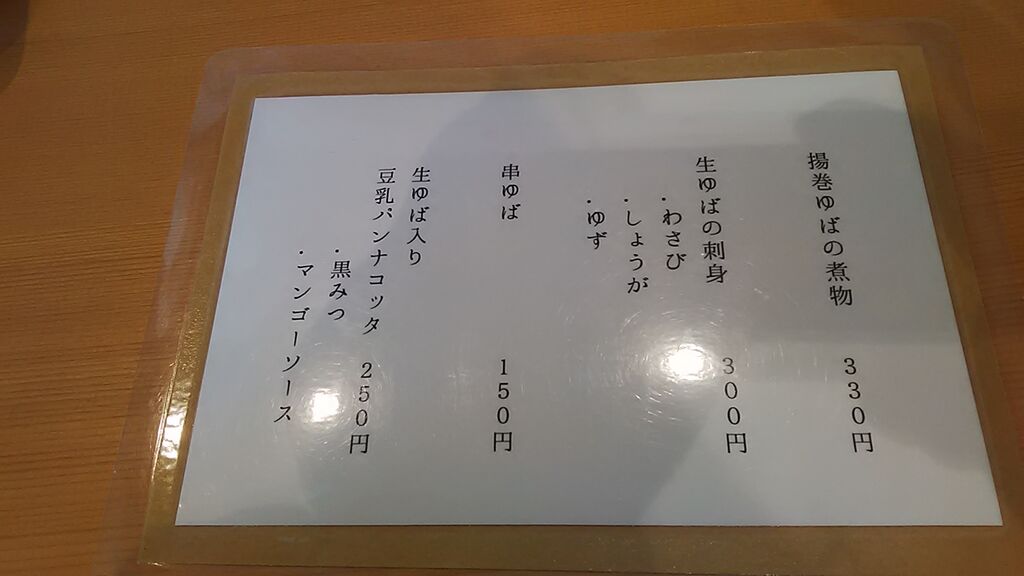 揚巻ゆばの煮物 330円
生ゆばの刺身 300円
・わさび
・しょうが
・ゆず
串ゆば 150円
生ゆば入り
豆乳パンナコッタ 250円
・黒みつ
・マンゴーソース